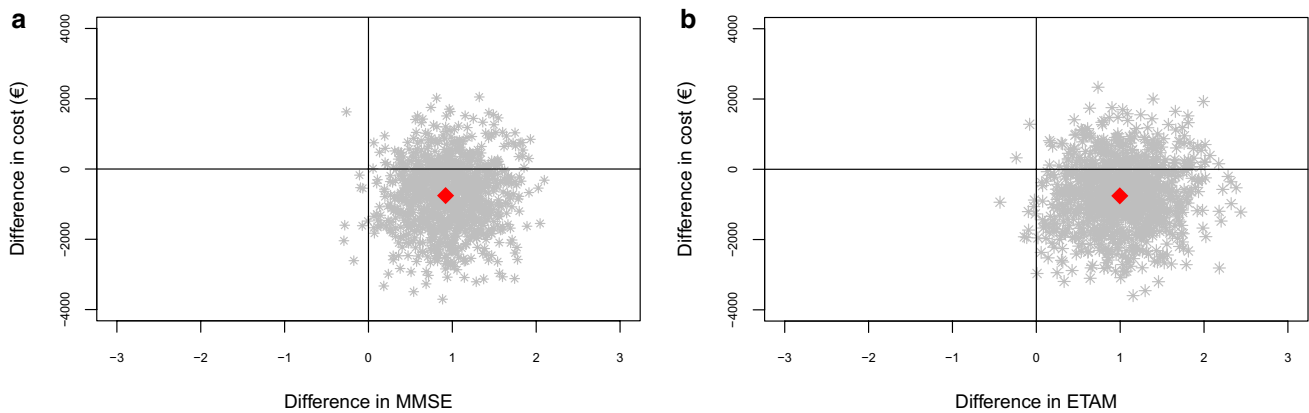 a
Difference in cost (€)
4000
2000
0
−2000
−4000
−3 −2 −1 0 1 2 3
Difference in MMSE
b
Difference in cost (€)
4000
2000
0
−2000
−4000
−3 −2 −1 0 1 2 3
Difference in ETAM